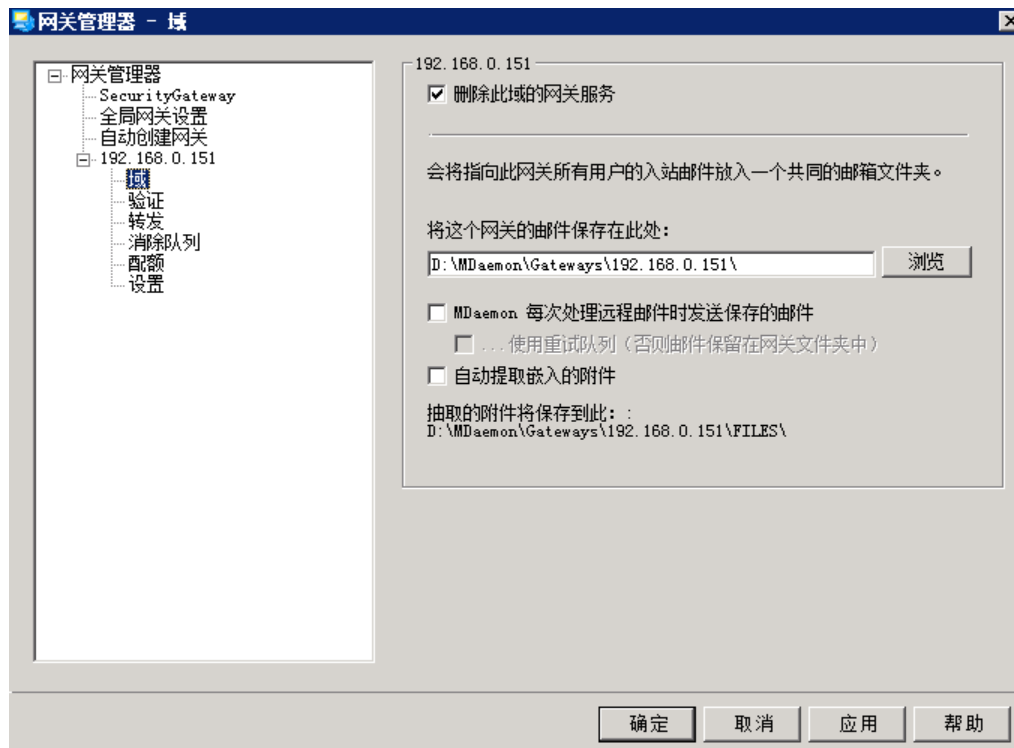 网关管理器 - 域
网关管理器
SecurityGateway
全局网关设置
自动创建网关
192.168.0.151
域
验证
转发
消除队列
配额
设置
192.168.0.151
删除此域的网关服务
会将指向此网关所有用户的入站邮件放入一个共同的邮箱文件夹。
将这个网关的邮件保存在此处:
D:\MDaemon\Gateways\192.168.0.151\
浏览
MDaemon 每次处理远程邮件时发送保存的邮件
...使用重试队列(否则邮件保留在网关文件夹中)
自动提取嵌入的附件
抽取的附件将保存到此: :
D:\MDaemon\Gateways\192.168.0.151\FILES\
确定
取消
应用
帮助